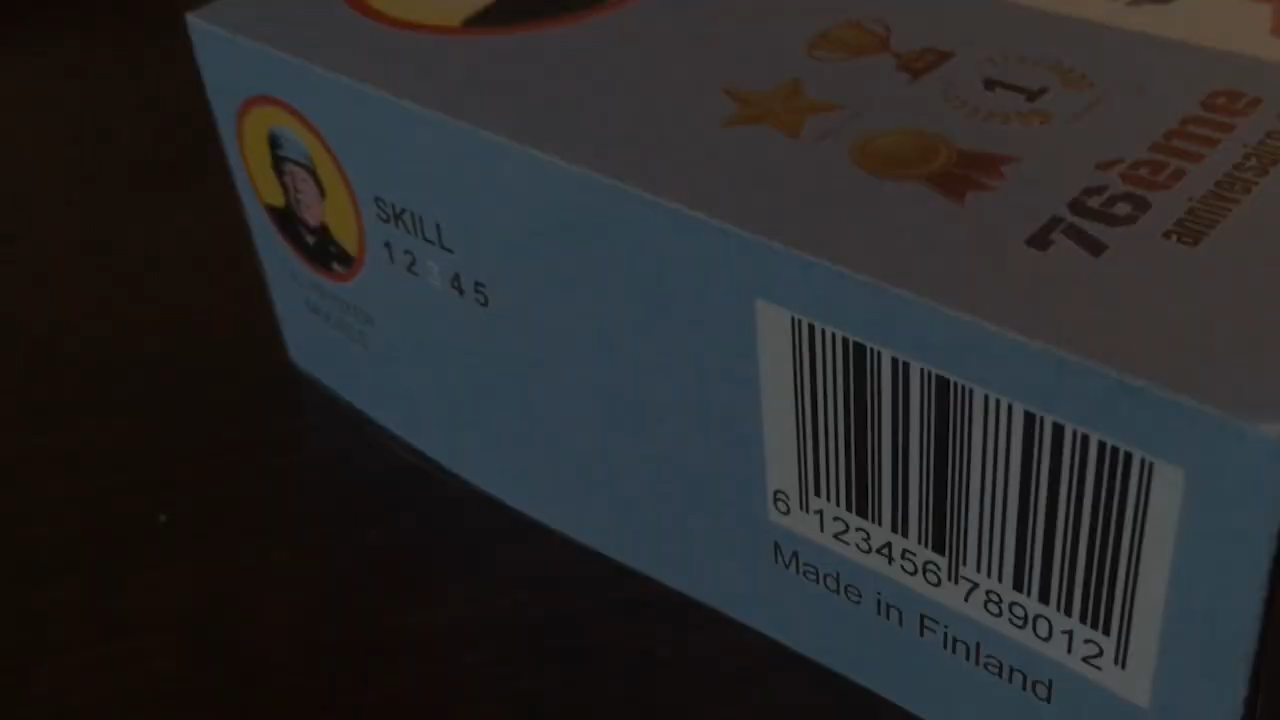 1
76ème
anniversaire
SKILL
1 2 3 4 5
6 123456 789012
Made in Finland